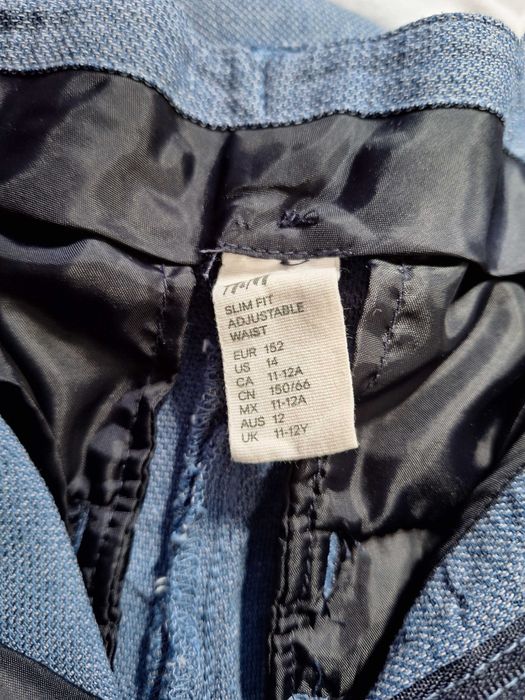 H&M
SLIM FIT
ADJUSTABLE
WAIST
EUR 152
US 14
CA 11-12A
CN 150/66
MX 11-12A
AUS 12
UK 11-12Y